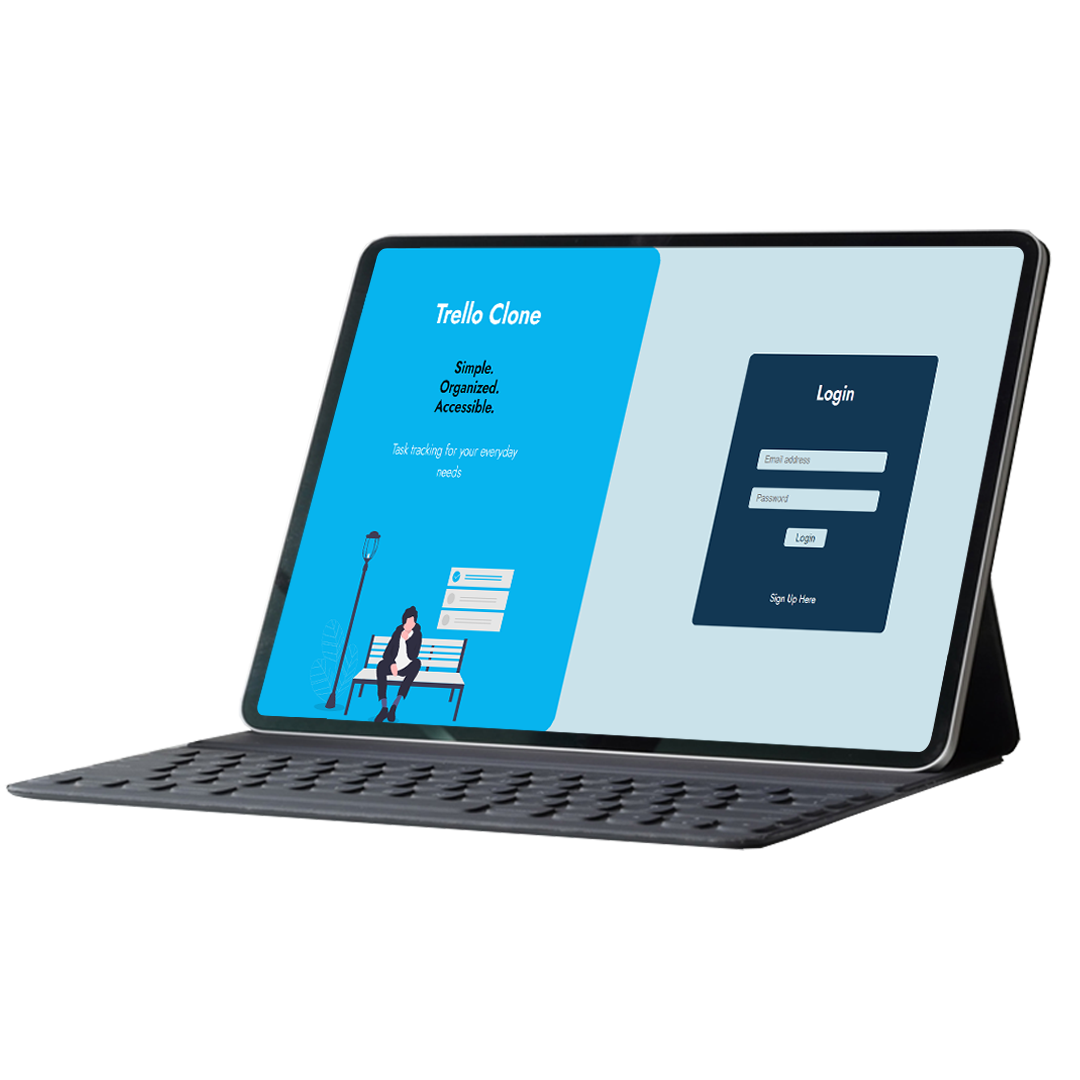 Trello Clone
Simple.
Organized.
Accessible.
Task tracking for your everyday
needs
Login
Email address
Password
Login
Sign Up Here